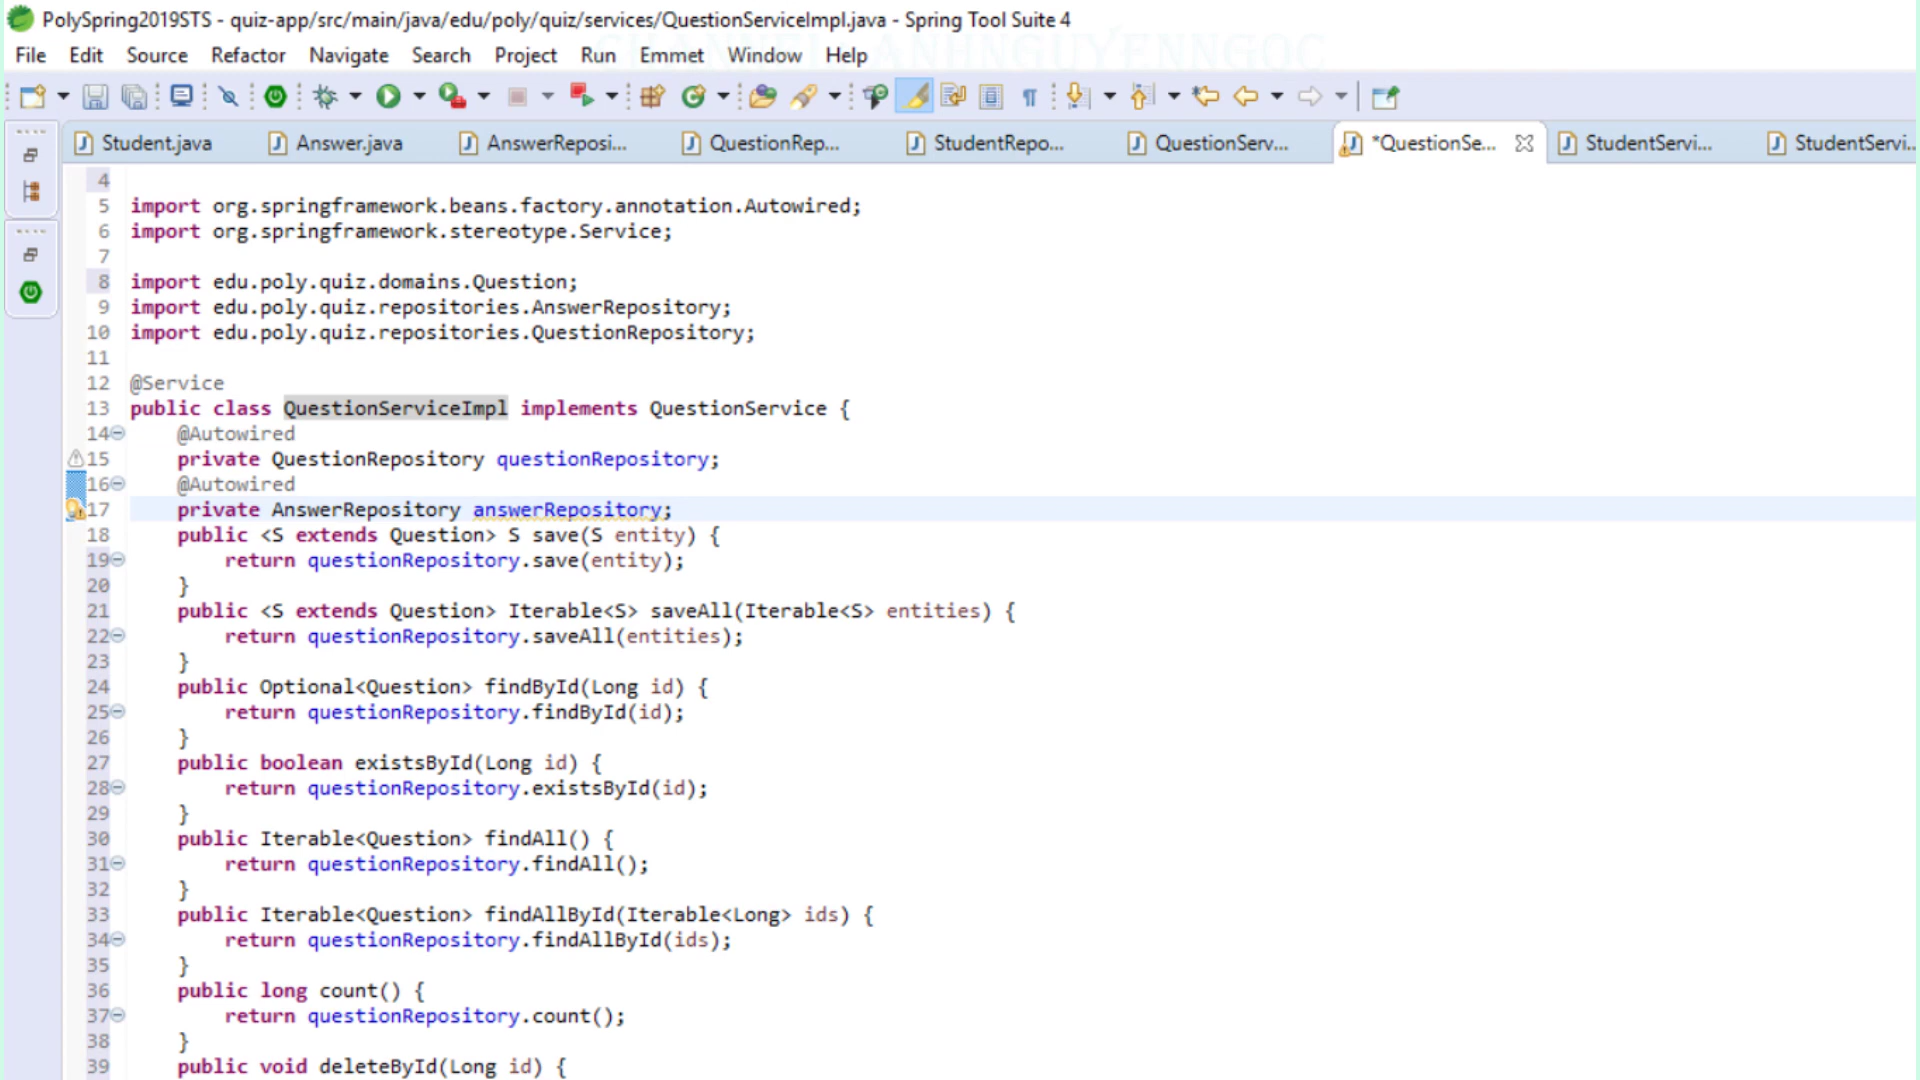 PolySpring2019STS - quiz-app/src/main/java/edu/poly/quiz/services/QuestionServiceImpl.java - Spring Tool Suite 4
CHANNEL ANHNGUYENNGOC
File Edit Source Refactor Navigate Search Project Run Emmet Window Help
Student.java Answer.java AnswerReposi... QuestionRep... StudentRepo... QuestionServ... *QuestionSe... StudentServi... StudentServi...
4
5 import org.springframework.beans.factory.annotation.Autowired;
6 import org.springframework.stereotype.Service;
7
8 import edu.poly.quiz.domains.Question;
9 import edu.poly.quiz.repositories.AnswerRepository;
10 import edu.poly.quiz.repositories.QuestionRepository;
11
12 @Service
13 public class QuestionServiceImpl implements QuestionService {
14 @Autowired
15 private QuestionRepository questionRepository;
16 @Autowired
17 private AnswerRepository answerRepository;
18 public <S extends Question> S save(S entity) {
19 return questionRepository.save(entity);
20 }
21 public <S extends Question> Iterable<S> saveAll(Iterable<S> entities) {
22 return questionRepository.saveAll(entities);
23 }
24 public Optional<Question> findById(Long id) {
25 return questionRepository.findById(id);
26 }
27 public boolean existsById(Long id) {
28 return questionRepository.existsById(id);
29 }
30 public Iterable<Question> findAll() {
31 return questionRepository.findAll();
32 }
33 public Iterable<Question> findAllById(Iterable<Long> ids) {
34 return questionRepository.findAllById(ids);
35 }
36 public long count() {
37 return questionRepository.count();
38 }
39 public void deleteById(Long id) {